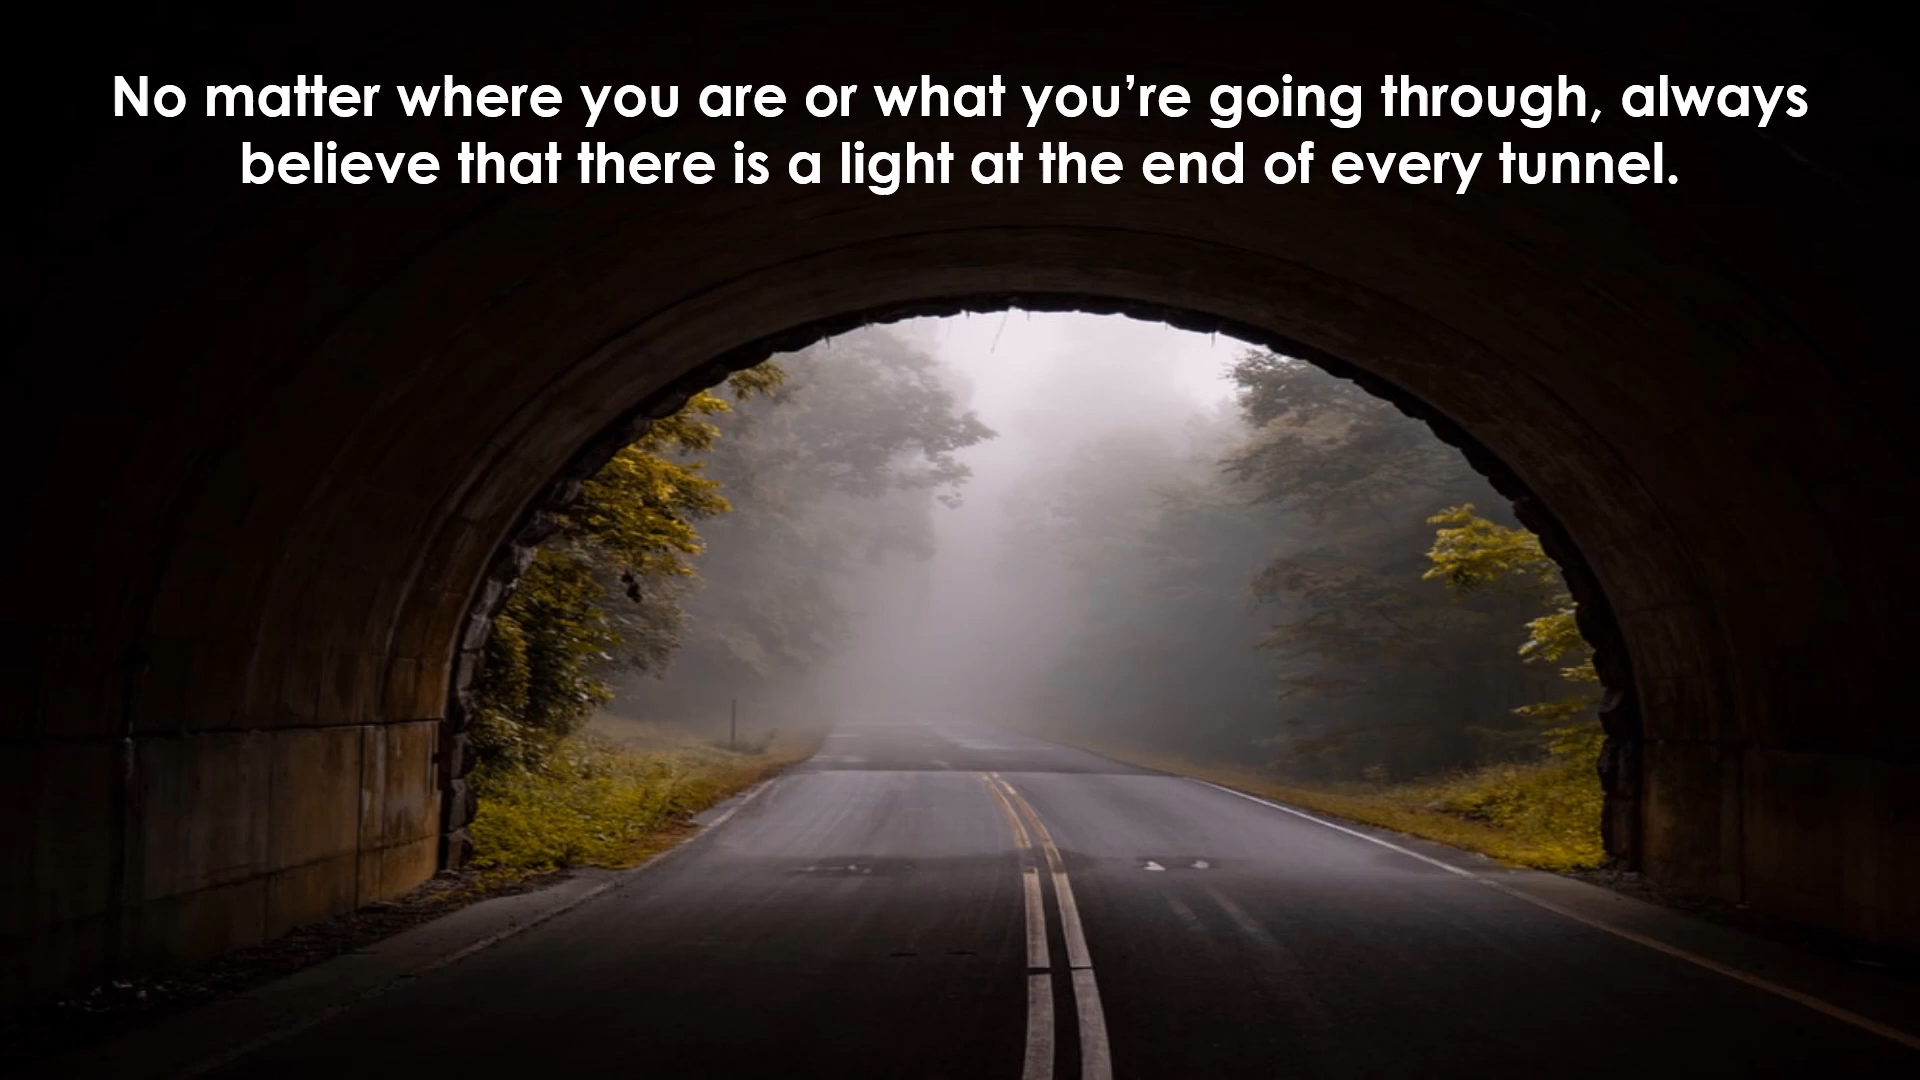 No matter where you are or what you’re going through, always
believe that there is a light at the end of every tunnel.